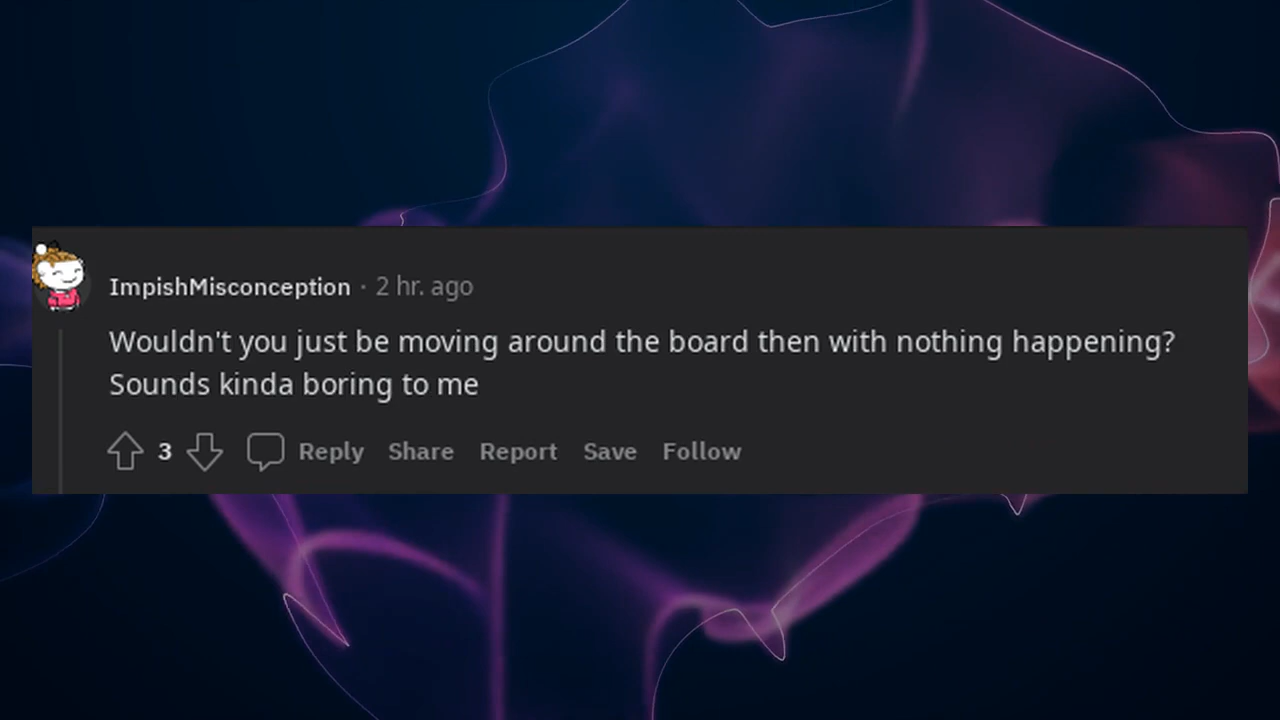 ImpishMisconception · 2 hr. ago
Wouldn't you just be moving around the board then with nothing happening?
Sounds kinda boring to me
3 Reply Share Report Save Follow